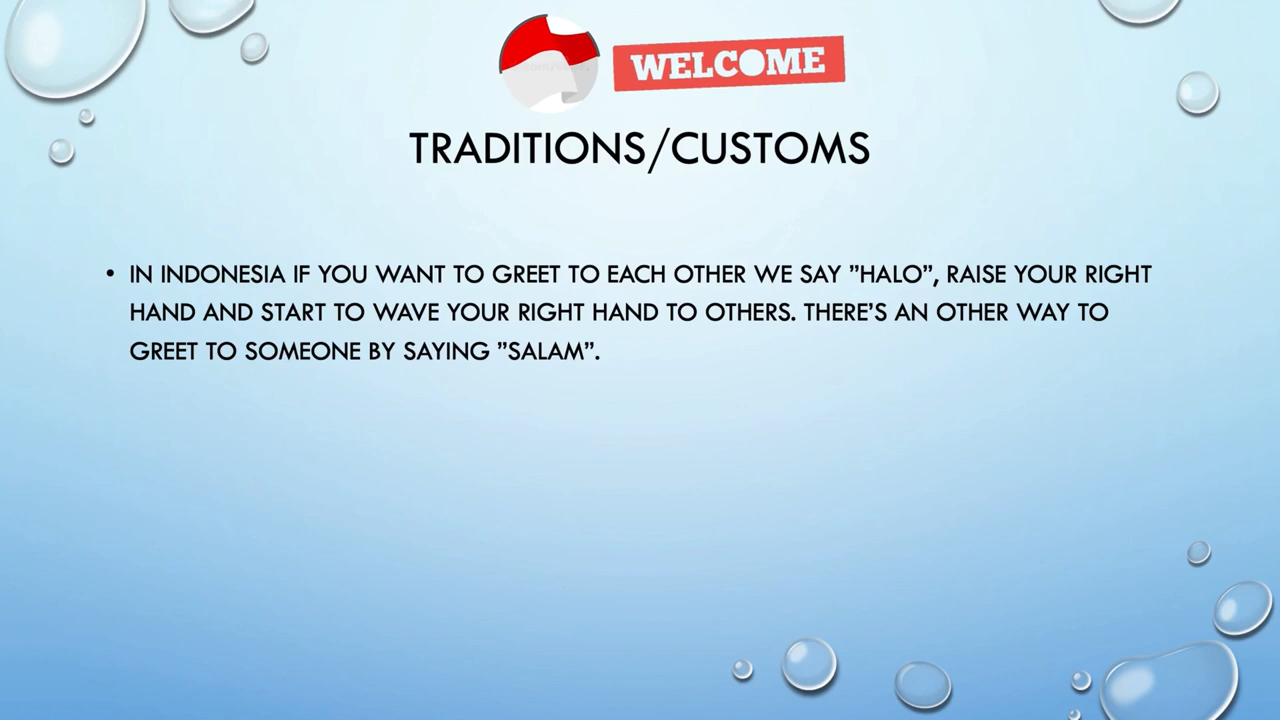 WELCOME
TRADITIONS/CUSTOMS
• IN INDONESIA IF YOU WANT TO GREET TO EACH OTHER WE SAY ”HALO”, RAISE YOUR RIGHT
HAND AND START TO WAVE YOUR RIGHT HAND TO OTHERS. THERE’S AN OTHER WAY TO
GREET TO SOMEONE BY SAYING ”SALAM”.